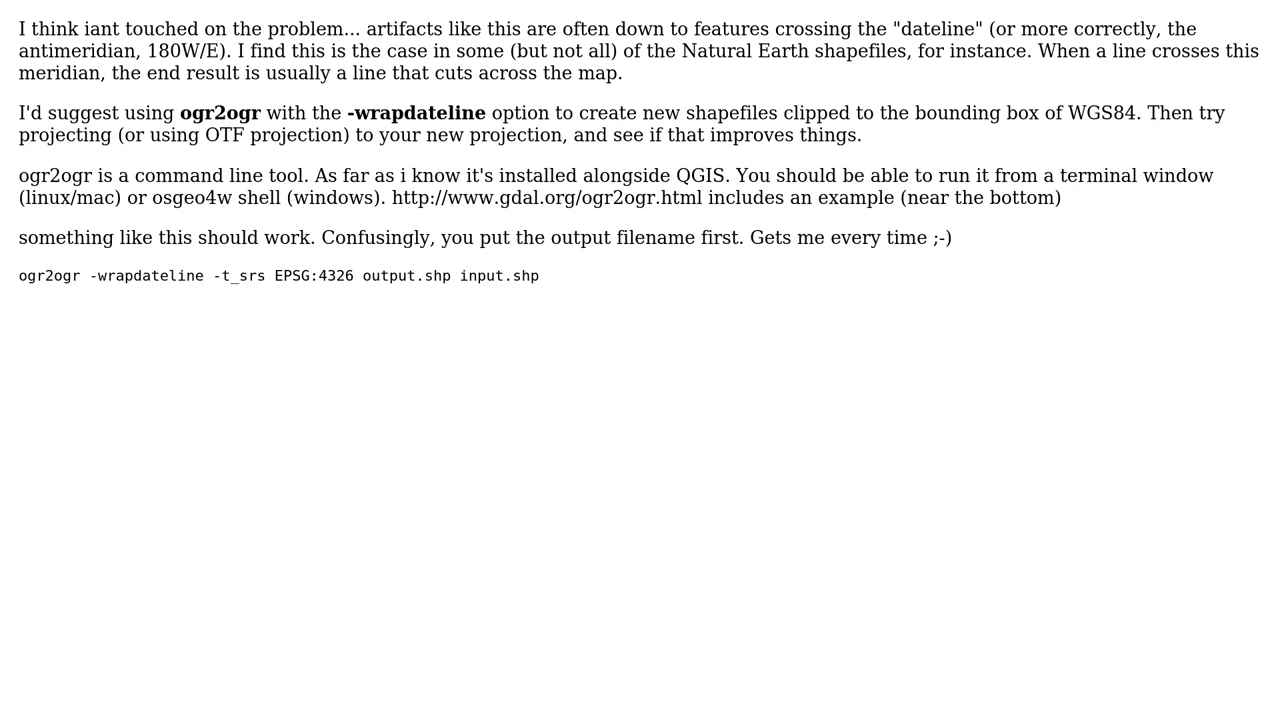 I think iant touched on the problem... artifacts like this are often down to features crossing the "dateline" (or more correctly, the
antimeridian, 180W/E). I find this is the case in some (but not all) of the Natural Earth shapefiles, for instance. When a line crosses this
meridian, the end result is usually a line that cuts across the map.
I'd suggest using ogr2ogr with the -wrapdateline option to create new shapefiles clipped to the bounding box of WGS84. Then try
projecting (or using OTF projection) to your new projection, and see if that improves things.
ogr2ogr is a command line tool. As far as i know it's installed alongside QGIS. You should be able to run it from a terminal window
(linux/mac) or osgeo4w shell (windows). http://www.gdal.org/ogr2ogr.html includes an example (near the bottom)
something like this should work. Confusingly, you put the output filename first. Gets me every time ;-)
ogr2ogr -wrapdateline -t_srs EPSG:4326 output.shp input.shp